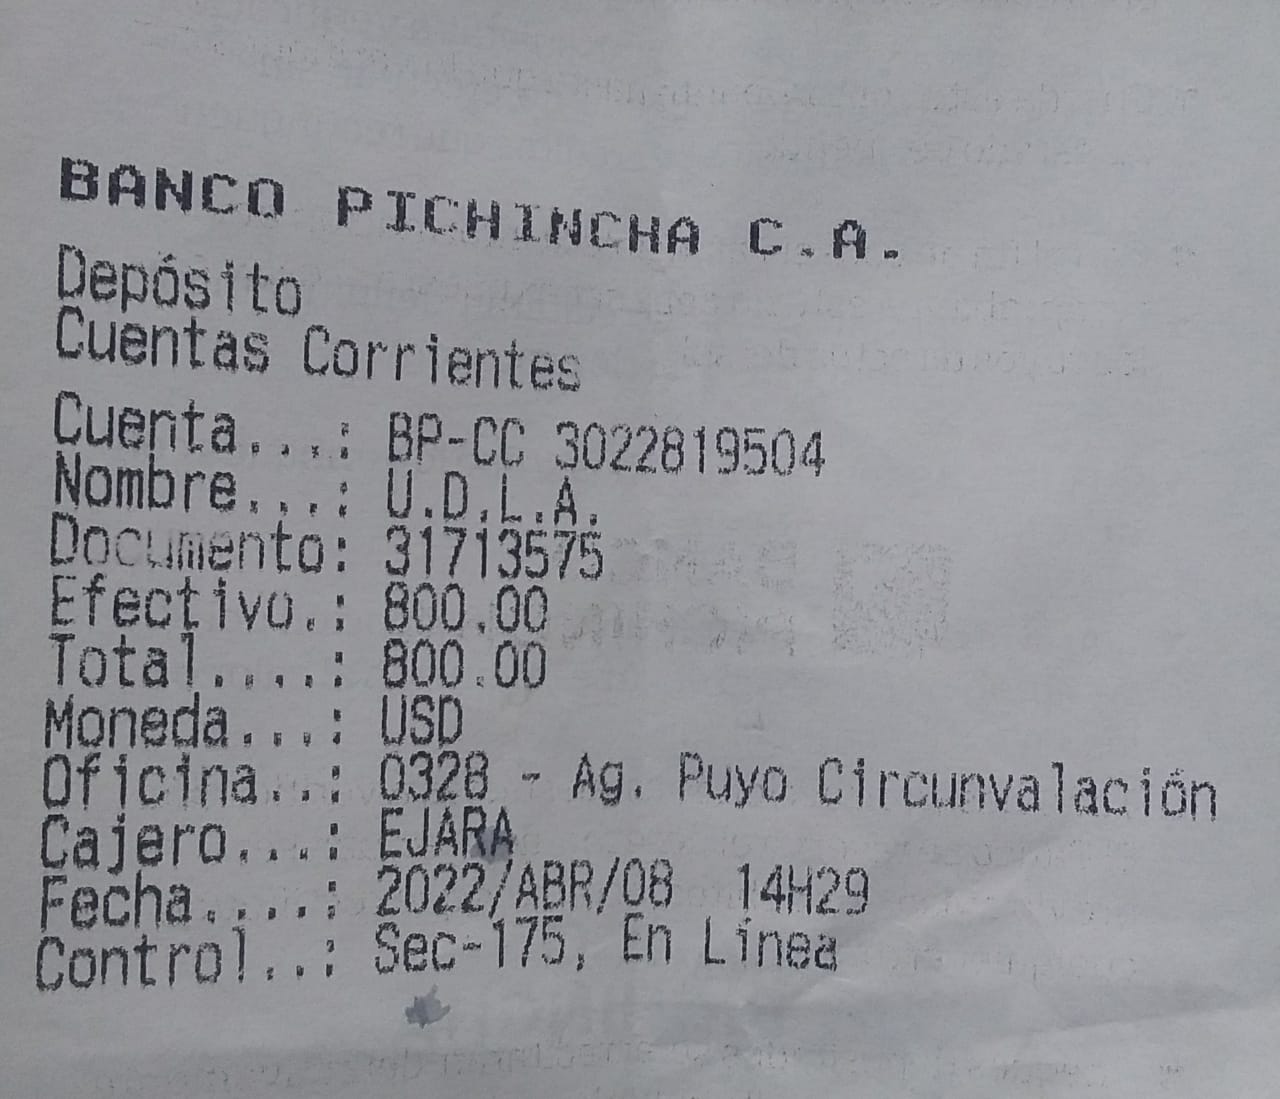 BANCO PICHINCHA C.A.
Depósito
Cuentas Corrientes
Cuenta...: BP-CC 3022819504
Nombre...: U.D.L.A.
Documento: 31713575
Efectivo.: 800.00
Total....: 800.00
Moneda...: USD
Oficina..: 0328 - Ag. Puyo Circunvalación
Cajero...: EJARA
Fecha....: 2022/ABR/08 14H29
Control..: Sec-175, En Línea